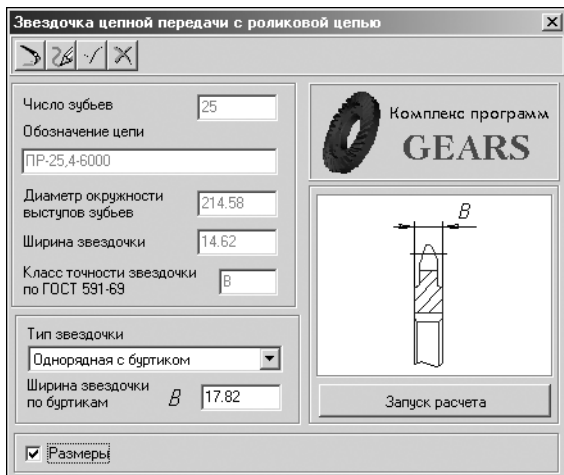 Звездочка цепной передачи с роликовой цепью
Число зубьев 25
Обозначение цепи
ПР-25,4-6000
Диаметр окружности
выступов зубьев 214.58
Ширина звездочки 14.62
Класс точности звездочки
по ГОСТ 591-69 В
Тип звездочки
Однорядная с буртиком
Ширина звездочки
по буртикам B 17.82
Размеры
Комплекс программ
GEARS
B
Запуск расчета